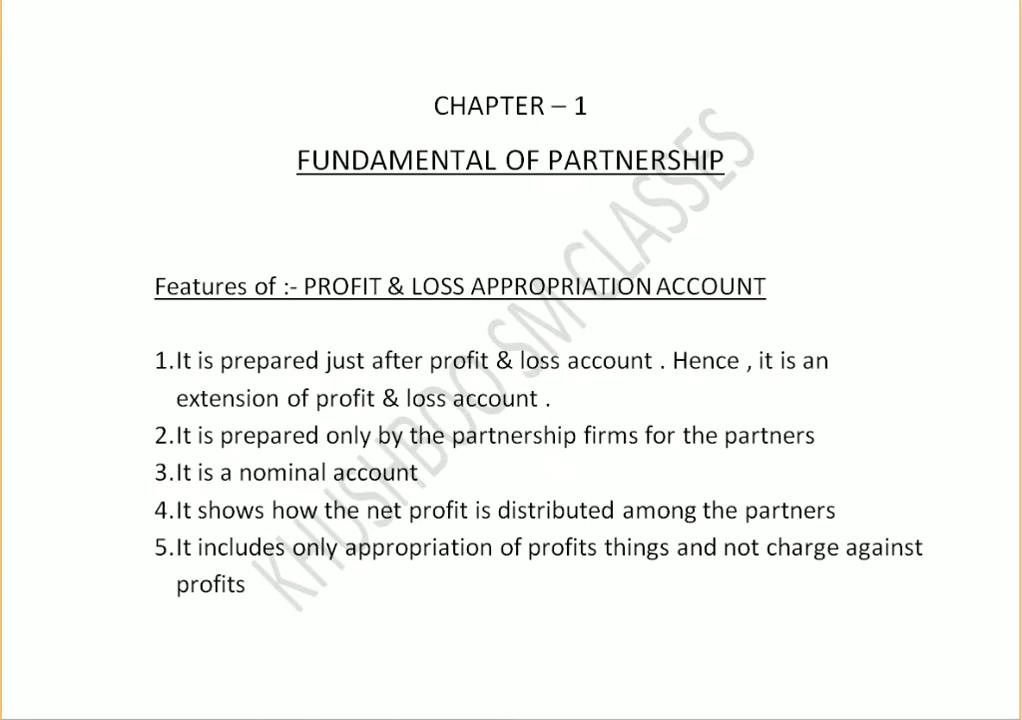 CHAPTER – 1
FUNDAMENTAL OF PARTNERSHIP
Features of :- PROFIT & LOSS APPROPRIATION ACCOUNT
1.It is prepared just after profit & loss account . Hence , it is an
extension of profit & loss account .
2.It is prepared only by the partnership firms for the partners
3.It is a nominal account
4.It shows how the net profit is distributed among the partners
5.It includes only appropriation of profits things and not charge against
profits
KHUSHBOO SM CLASSES